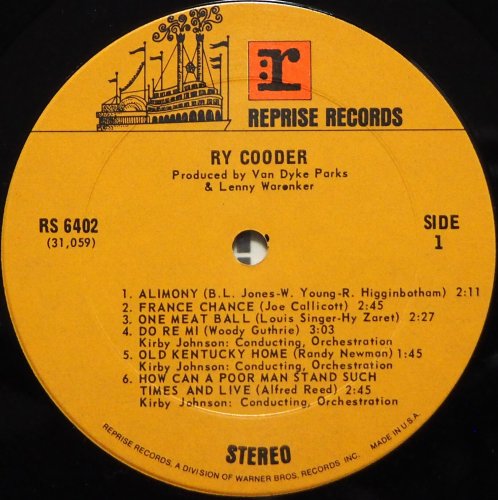 r
REPRISE RECORDS
RY COODER
Produced by Van Dyke Parks
& Lenny Waronker
RS 6402
(31,059)
SIDE
1
1. ALIMONY (B.L. Jones-W. Young-R. Higginbotham) 2:11
2. FRANCE CHANCE (Joe Callicott) 2:45
3. ONE MEAT BALL (Louis Singer-Hy Zaret) 2:27
4. DO RE MI (Woody Guthrie) 3:03
Kirby Johnson: Conducting, Orchestration
5. OLD KENTUCKY HOME (Randy Newman) 1:45
Kirby Johnson: Conducting, Orchestration
6. HOW CAN A POOR MAN STAND SUCH
TIMES AND LIVE (Alfred Reed) 2:45
Kirby Johnson: Conducting, Orchestration
STEREO
REPRISE RECORDS, A DIVISION OF WARNER BROS. RECORDS INC. MADE IN U.S.A.